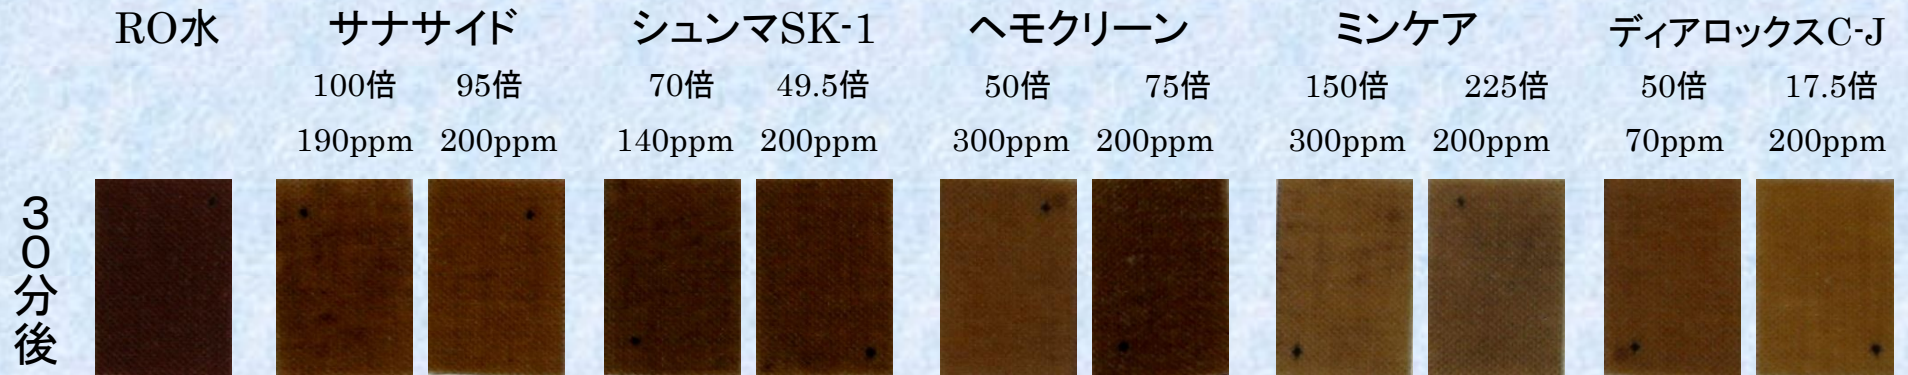 RO水 サナサイド シュンマSK-1 ヘモクリーン ミンケア ディアロックスC-J
100倍 95倍 70倍 49.5倍 50倍 75倍 150倍 225倍 50倍 17.5倍
190ppm 200ppm 140ppm 200ppm 300ppm 200ppm 300ppm 200ppm 70ppm 200ppm
３０分後